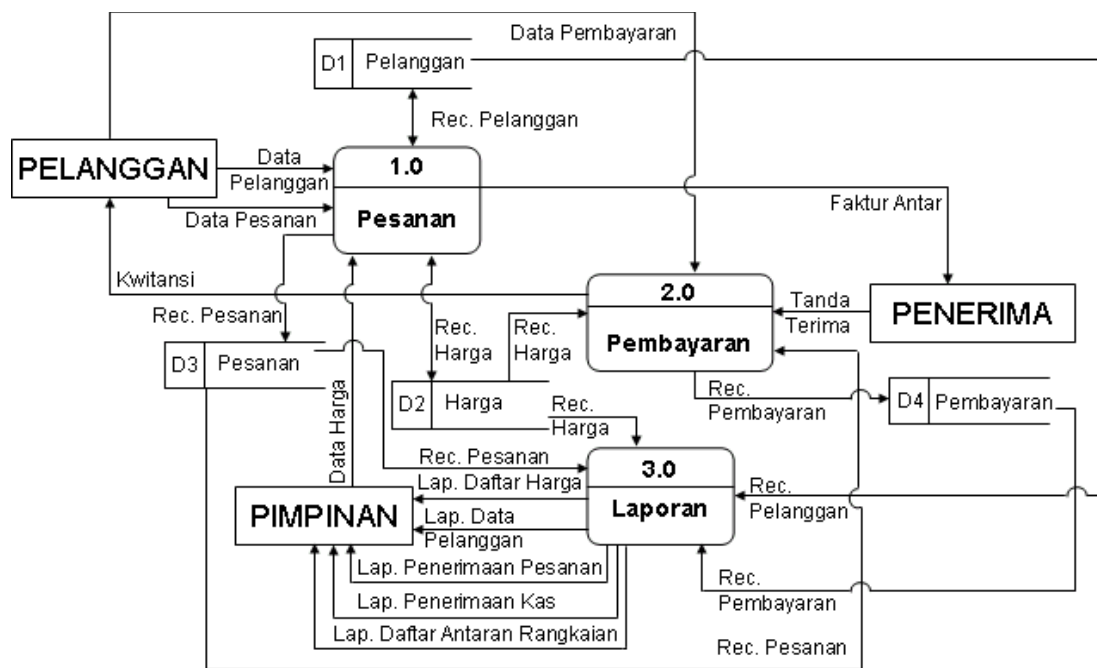 Data Pembayaran
D1
Pelanggan
Rec. Pelanggan
PELANGGAN
Data
Pelanggan
Data Pesanan
1.0
Pesanan
Faktur Antar
Kwitansi
Rec. Pesanan
2.0
Pembayaran
Tanda
Terima
PENERIMA
D3
Pesanan
Rec.
Harga
Rec.
Harga
D2
Harga
Rec.
Harga
Rec.
Pembayaran
D4
Pembayaran
Data Harga
Rec. Pesanan
3.0
Laporan
Lap. Daftar Harga
PIMPINAN
Lap. Data
Pelanggan
Rec.
Pelanggan
Lap. Penerimaan Pesanan
Lap. Penerimaan Kas
Lap. Daftar Antaran Rangkaian
Rec.
Pembayaran
Rec. Pesanan